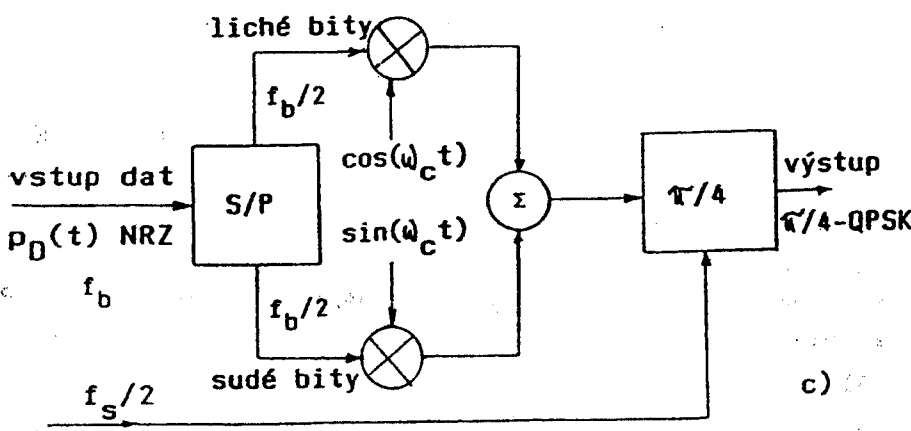 liché bity
f_b/2
cos(ω_c t)
vstup dat
S/P
Σ
π/4
výstup
p_D(t) NRZ
sin(ω_c t)
π/4-QPSK
f_b
f_b/2
sudé bity
f_s/2
c)